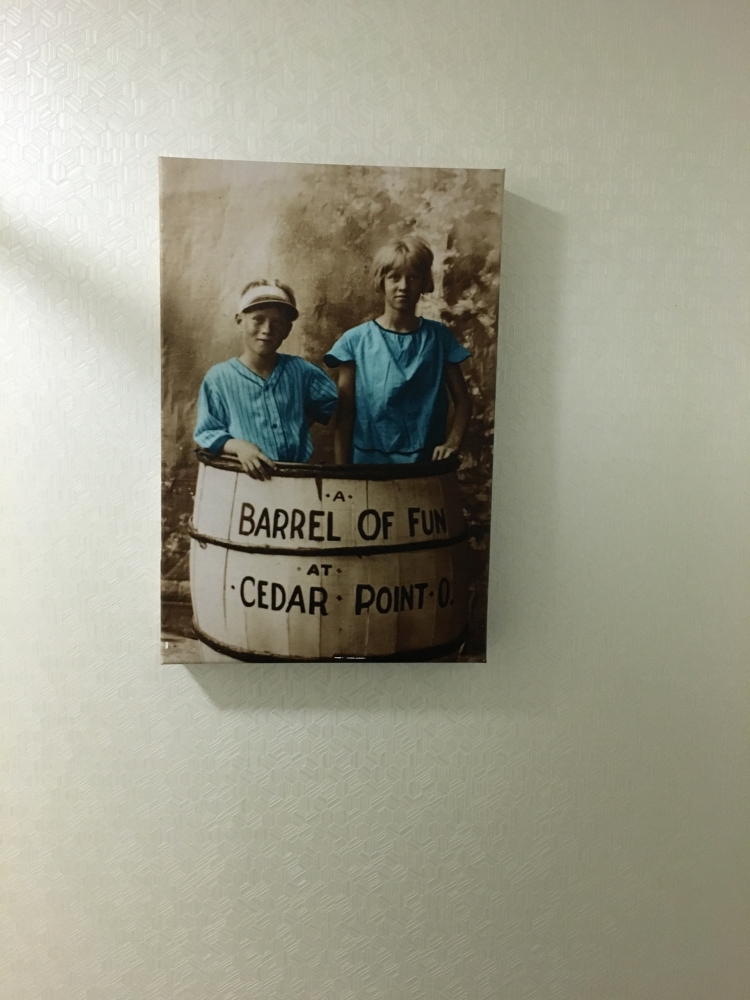 ·A·
BARREL OF FUN
·AT·
·CEDAR·POINT·O.